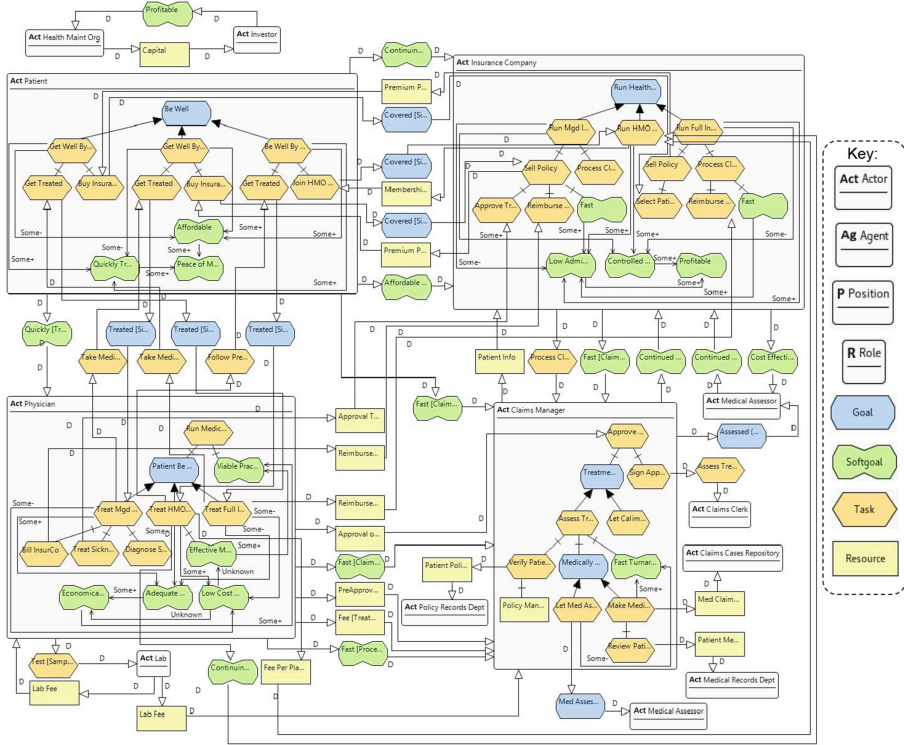 Profitable
Act Health Maint Org
Act Investor
Capital
Act Patient
Be Well
Get Well By...
Get Well By...
Be Well By...
Get Treated
Buy Insura...
Get Treated
Buy Insura...
Get Treated
Join HMO ...
Affordable
Quickly Tr...
Peace of M...
Some-
Some+
Some-
Some+
Some+
Some+
Continuin...
Premium P...
Covered [Si...
Covered [Si...
Membershi...
Covered [Si...
Premium P...
Affordable ...
Act Insurance Company
Run Health...
Run Mgd I...
Run HMO ...
Run Full In...
Sell Policy
Process Cl...
Sell Policy
Process Cl...
Approve Tr...
Reimburse ...
Fast
Select Pati...
Reimburse ...
Fast
Low Admi...
Controlled ...
Profitable
Some+
Some+
Some+
Some-
Some+
Some+
Some+
Some+
Key:
Act Actor
Ag Agent
P Position
R Role
Goal
Softgoal
Task
Resource
Quickly [Tr...
Treated [Si...
Treated [Si...
Treated [Si...
Take Medi...
Take Medi...
Follow Pre...
Patient Info
Process Cl...
Fast [Claim...
Continued ...
Continued ...
Cost Effecti...
Fast [Claim...
Act Medical Assessor
Assessed (...
Act Physician
Run Medic...
Patient Be ...
Viable Prac...
Treat Mgd ...
Treat HMO...
Treat Full I...
Bill InsurCo
Treat Sickn...
Diagnose S...
Effective M...
Economica...
Adequate ...
Low Cost ...
Some-
Some+
Some-
Some+
Some+
Unknown
Unknown
Some+
Approval T...
Reimburse...
Reimburse...
Approval o...
Fast [Claim...
PreApprov...
Fee [Treat...
Fast [Proce...
Act Claims Manager
Approve ...
Treatme...
Sign App...
Assess Tr...
Let Calim...
Verify Patie...
Medically ...
Fast Turnar...
Policy Man...
Let Med As...
Make Medi...
Review Pati...
Some+
Some-
Assess Tre...
Act Claims Clerk
Act Claims Cases Repository
Patient Poli...
Act Policy Records Dept
Med Claim...
Patient Me...
Act Medical Records Dept
Med Asses...
Act Medical Assessor
Test [Samp...
Act Lab
Lab Fee
Lab Fee
Continuin...
Fee Per Pla...